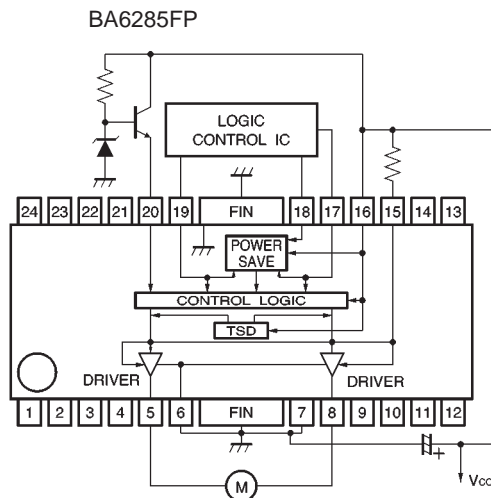 BA6285FP
LOGIC
CONTROL IC
24 23 22 21 20 19 FIN 18 17 16 15 14 13
POWER
SAVE
CONTROL LOGIC
TSD
DRIVER DRIVER
1 2 3 4 5 6 FIN 7 8 9 10 11 12
+
M
VCC